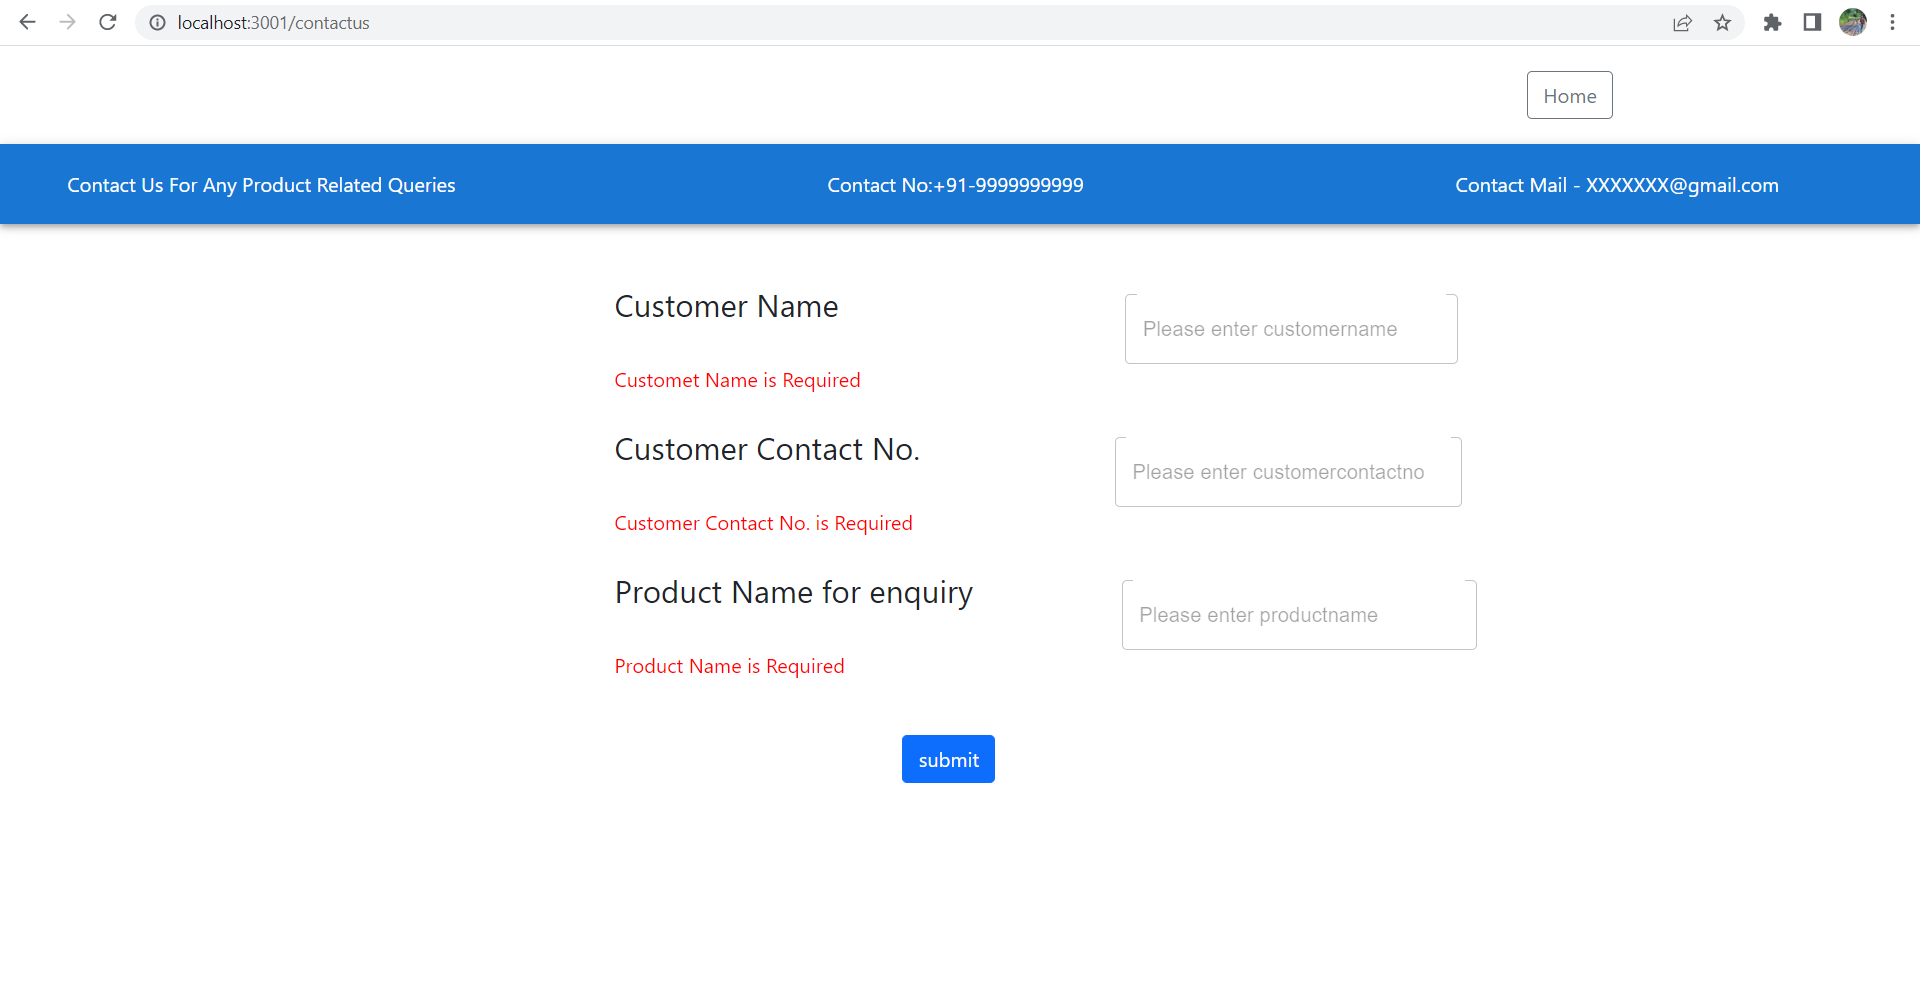 localhost:3001/contactus
Home
Contact Us For Any Product Related Queries
Contact No:+91-9999999999
Contact Mail - XXXXXXX@gmail.com
Customer Name
Please enter customername
Customet Name is Required
Customer Contact No.
Please enter customercontactno
Customer Contact No. is Required
Product Name for enquiry
Please enter productname
Product Name is Required
submit